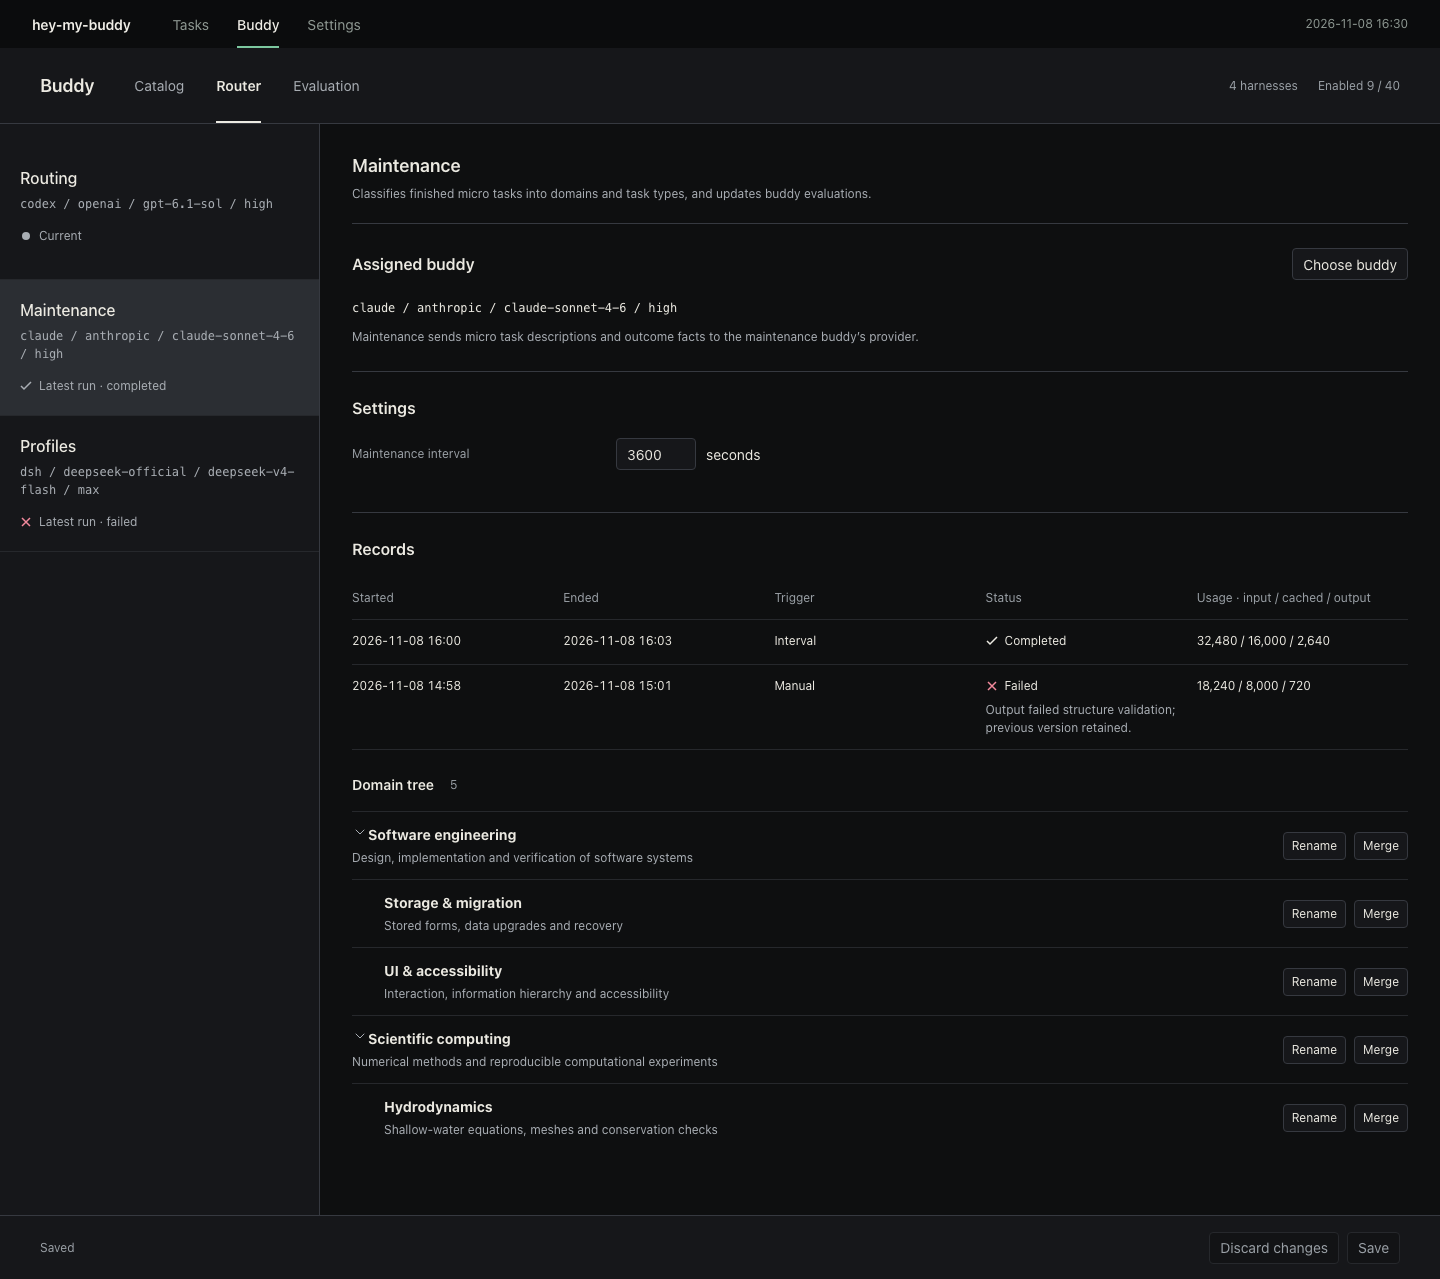 hey-my-buddy Tasks Buddy Settings 2026-11-08 16:30
Buddy Catalog Router Evaluation 4 harnesses Enabled 9 / 40
Routing
codex / openai / gpt-6.1-sol / high
Current
Maintenance
claude / anthropic / claude-sonnet-4-6
/ high
Latest run · completed
Profiles
dsh / deepseek-official / deepseek-v4-
flash / max
Latest run · failed
Maintenance
Classifies finished micro tasks into domains and task types, and updates buddy evaluations.
Assigned buddy Choose buddy
claude / anthropic / claude-sonnet-4-6 / high
Maintenance sends micro task descriptions and outcome facts to the maintenance buddy's provider.
Settings
Maintenance interval 3600 seconds
Records
Started Ended Trigger Status Usage · input / cached / output
2026-11-08 16:00 2026-11-08 16:03 Interval Completed 32,480 / 16,000 / 2,640
2026-11-08 14:58 2026-11-08 15:01 Manual Failed 18,240 / 8,000 / 720
Output failed structure validation;
previous version retained.
Domain tree 5
Software engineering Rename Merge
Design, implementation and verification of software systems
Storage & migration Rename Merge
Stored forms, data upgrades and recovery
UI & accessibility Rename Merge
Interaction, information hierarchy and accessibility
Scientific computing Rename Merge
Numerical methods and reproducible computational experiments
Hydrodynamics Rename Merge
Shallow-water equations, meshes and conservation checks
Saved Discard changes Save